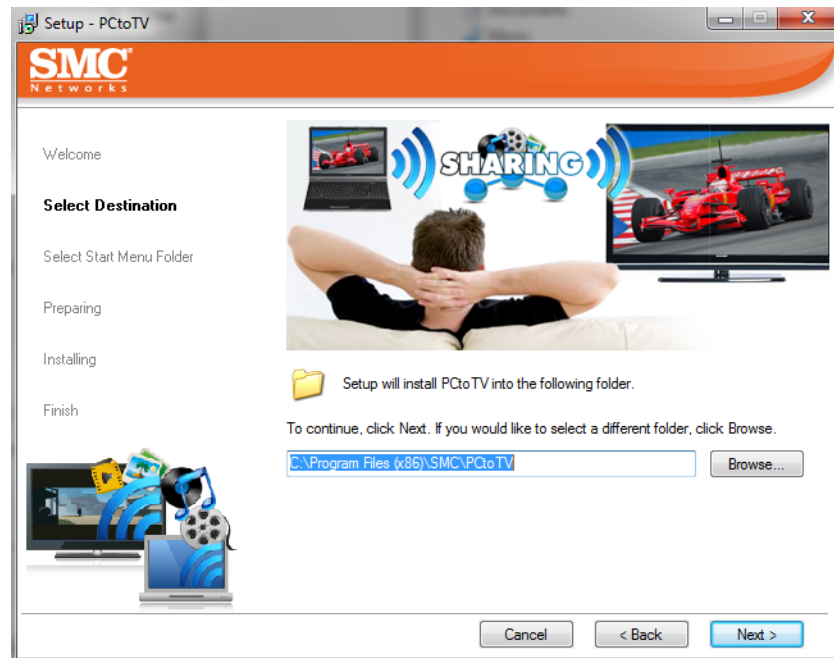 Setup - PCtoTV
SMC
Networks
Welcome
Select Destination
Select Start Menu Folder
Preparing
Installing
Finish
SHARING
Setup will install PCtoTV into the following folder.
To continue, click Next. If you would like to select a different folder, click Browse.
C:\Program Files (x86)\SMC\PCtoTV
Browse...
Cancel
< Back
Next >